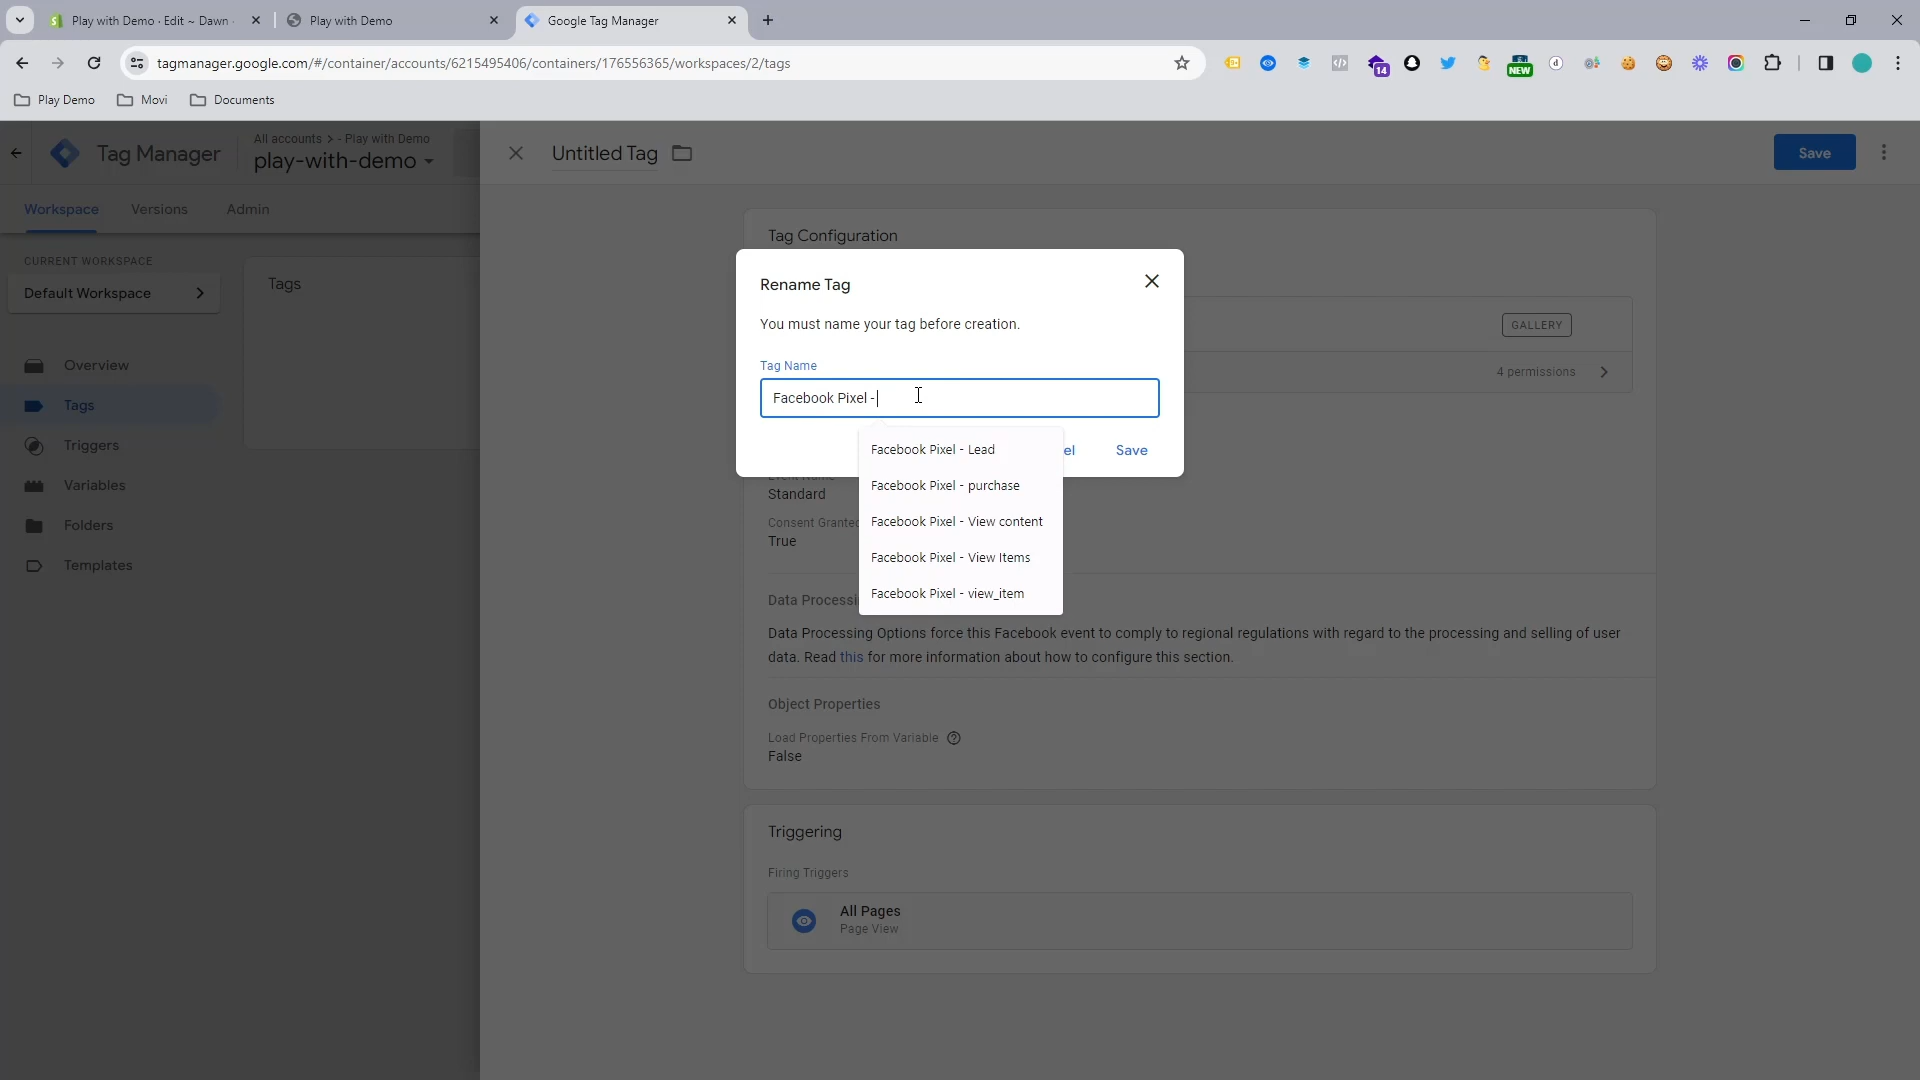 Play with Demo · Edit ~ Dawn
Play with Demo
Google Tag Manager
tagmanager.google.com/#/container/accounts/6215495406/containers/176556365/workspaces/2/tags
14
NEW
Play Demo
Movi
Documents
Tag Manager
All accounts > - Play with Demo
play-with-demo
Untitled Tag
Save
Workspace
Versions
Admin
CURRENT WORKSPACE
Default Workspace
Tags
Overview
Tags
Triggers
Variables
Folders
Templates
Tag Configuration
GALLERY
4 permissions
Rename Tag
You must name your tag before creation.
Tag Name
Facebook Pixel -
el
Save
Facebook Pixel - Lead
Facebook Pixel - purchase
Facebook Pixel - View content
Facebook Pixel - View Items
Facebook Pixel - view_item
Event Name
Standard
Consent Granted
True
Data Processi
Data Processing Options force this Facebook event to comply to regional regulations with regard to the processing and selling of user
data. Read this for more information about how to configure this section.
Object Properties
Load Properties From Variable
False
Triggering
Firing Triggers
All Pages
Page View